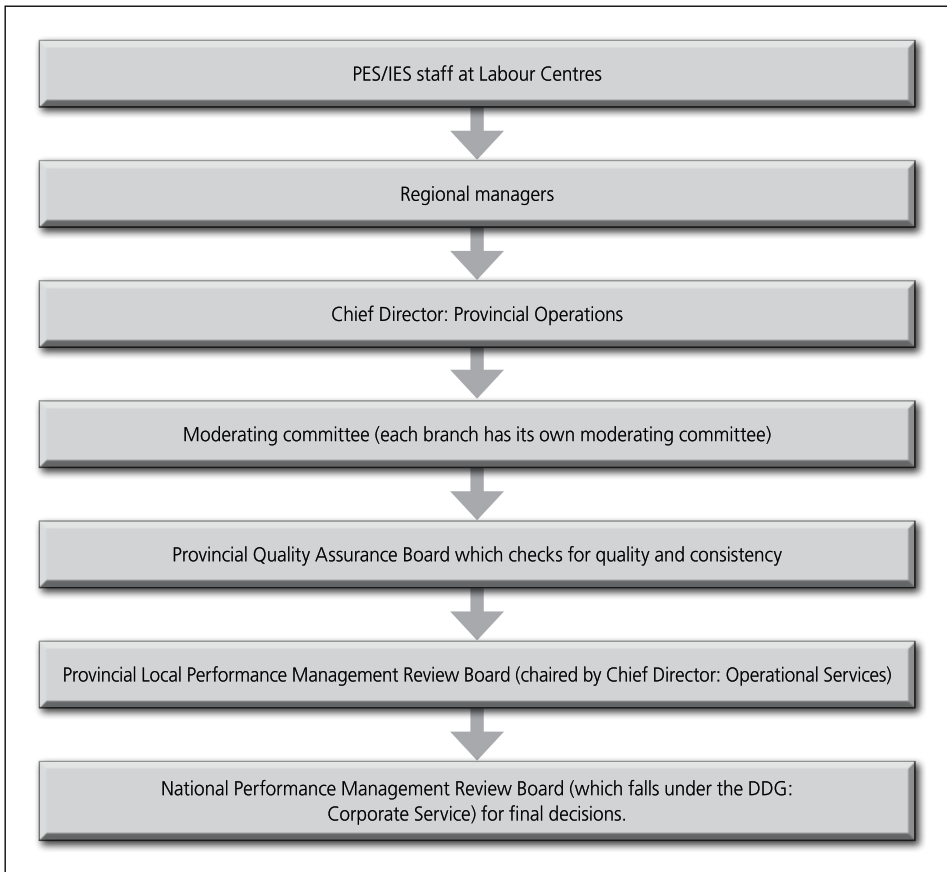 PES/IES staff at Labour Centres
Regional managers
Chief Director: Provincial Operations
Moderating committee (each branch has its own moderating committee)
Provincial Quality Assurance Board which checks for quality and consistency
Provincial Local Performance Management Review Board (chaired by Chief Director: Operational Services)
National Performance Management Review Board (which falls under the DDG:
Corporate Service) for final decisions.